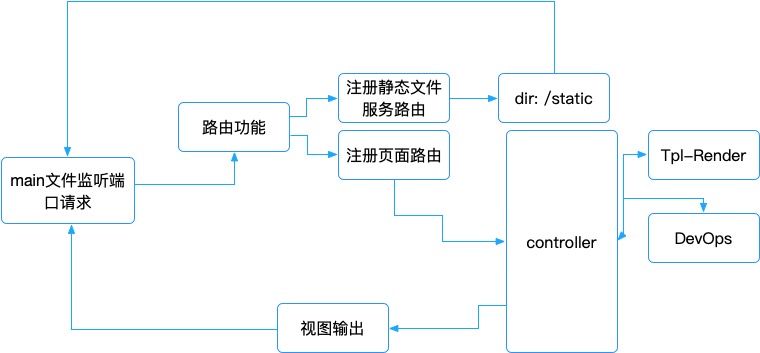 注册静态文件
服务路由
dir: /static
路由功能
注册页面路由
Tpl-Render
main文件监听端
口请求
controller
DevOps
视图输出